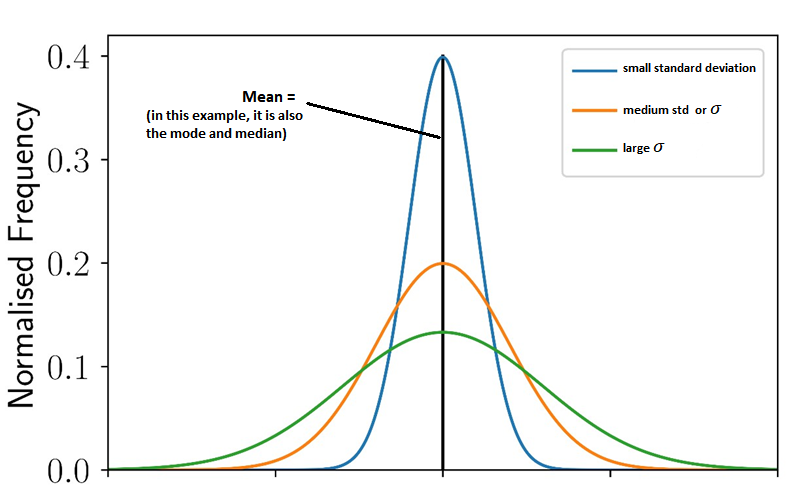 0.4
0.3
0.2
0.1
0.0
Normalised Frequency
Mean =
(in this example, it is also
the mode and median)
small standard deviation
medium std or σ
large σ